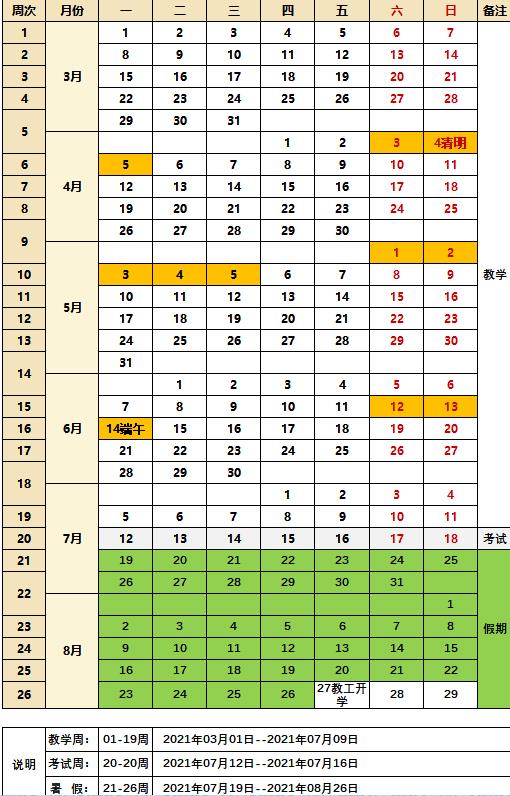 周次 月份 一 二 三 四 五 六 日 备注
1 3月 1 2 3 4 5 6 7 教学
2 8 9 10 11 12 13 14
3 15 16 17 18 19 20 21
4 22 23 24 25 26 27 28
5 29 30 31
4月 1 2 3 4清明
6 5 6 7 8 9 10 11
7 12 13 14 15 16 17 18
8 19 20 21 22 23 24 25
9 26 27 28 29 30
5月 1 2
10 3 4 5 6 7 8 9
11 10 11 12 13 14 15 16
12 17 18 19 20 21 22 23
13 24 25 26 27 28 29 30
14 31
6月 1 2 3 4 5 6
15 7 8 9 10 11 12 13
16 14端午 15 16 17 18 19 20
17 21 22 23 24 25 26 27
18 28 29 30
7月 1 2 3 4
19 5 6 7 8 9 10 11
20 12 13 14 15 16 17 18 考试
21 19 20 21 22 23 24 25 假期
22 26 27 28 29 30 31
8月 1
23 2 3 4 5 6 7 8
24 9 10 11 12 13 14 15
25 16 17 18 19 20 21 22
26 23 24 25 26 27教工开学 28 29
说明 教学周： 01-19周 2021年03月01日--2021年07月09日
考试周： 20-20周 2021年07月12日--2021年07月16日
暑 假： 21-26周 2021年07月19日--2021年08月26日